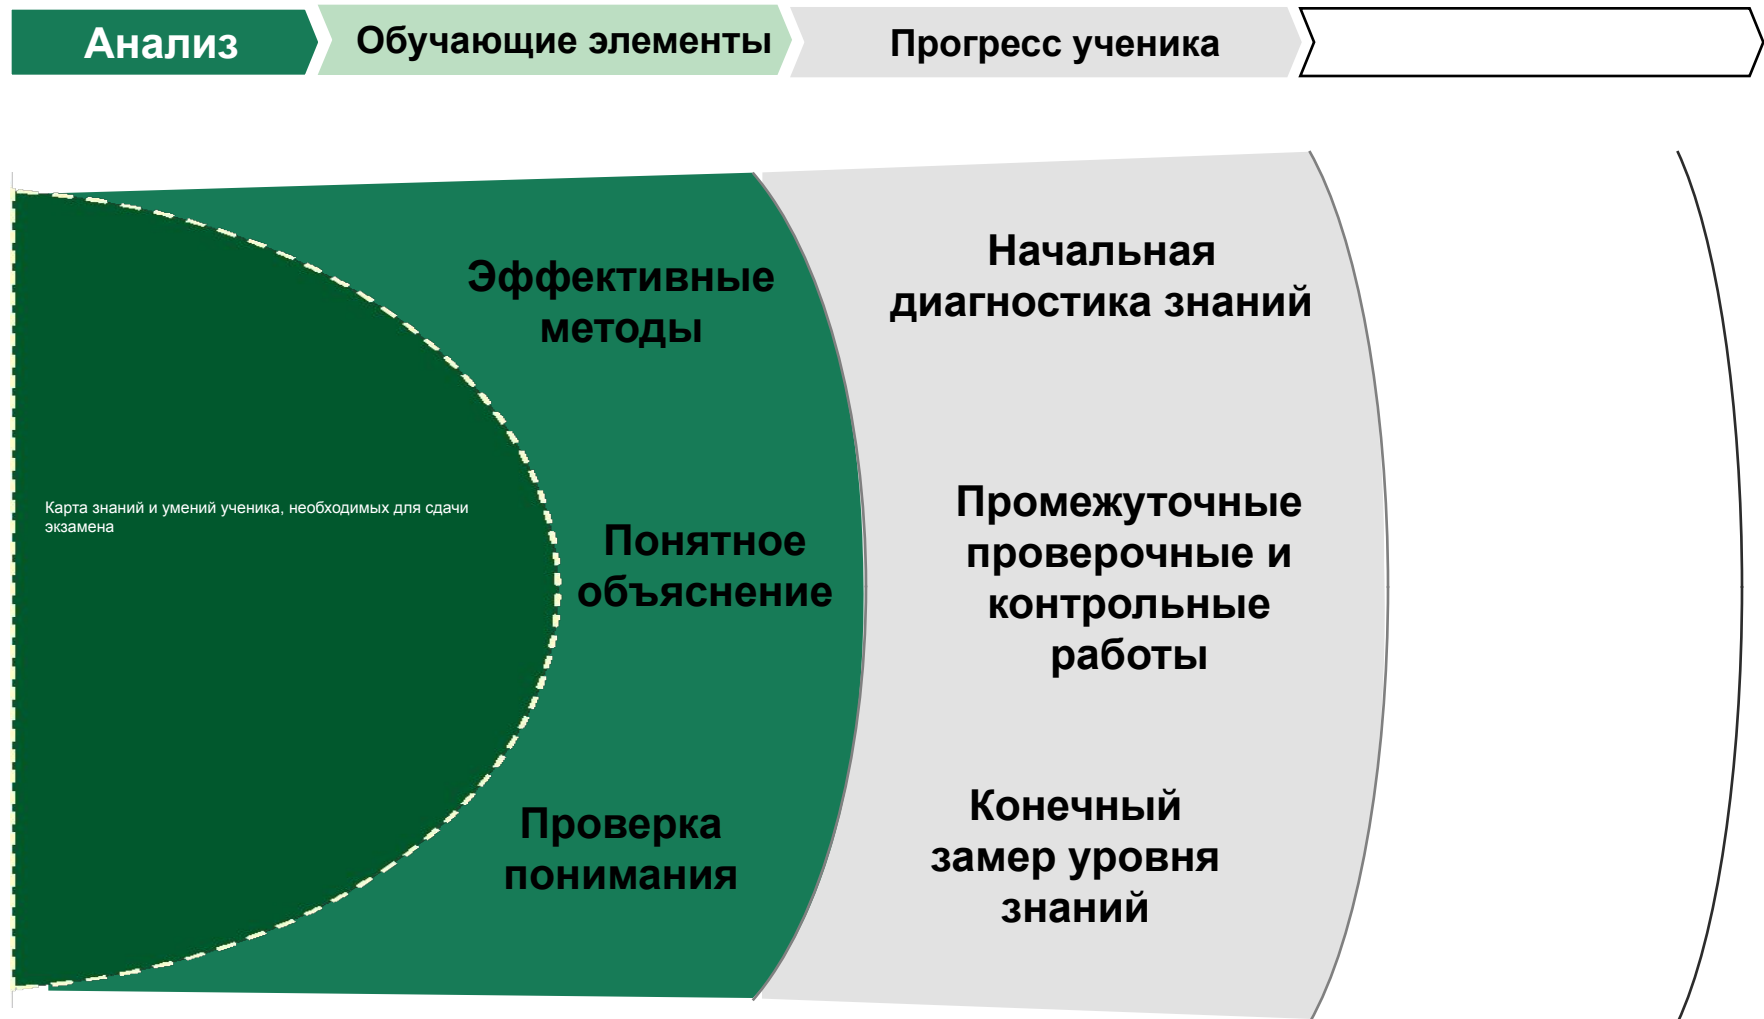 Анализ
Обучающие элементы
Прогресс ученика
Карта знаний и умений ученика, необходимых для сдачи
экзамена
Эффективные
методы
Понятное
объяснение
Проверка
понимания
Начальная
диагностика знаний
Промежуточные
проверочные и
контрольные
работы
Конечный
замер уровня
знаний